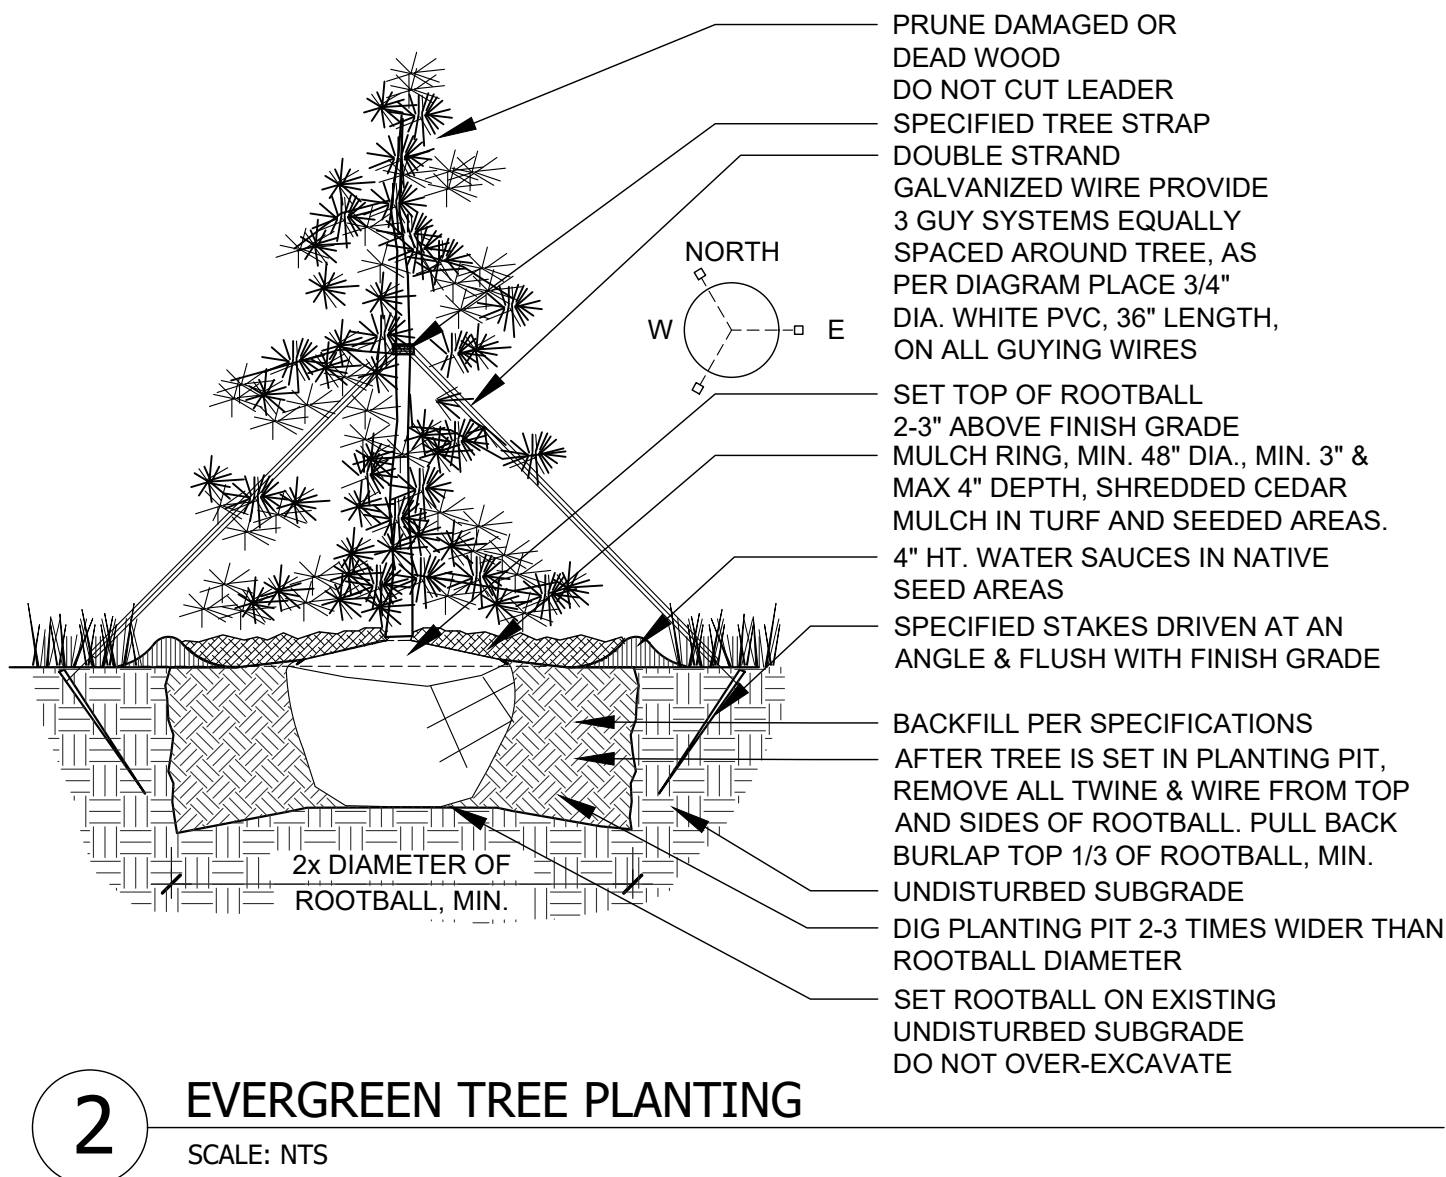 PRUNE DAMAGED OR
DEAD WOOD
DO NOT CUT LEADER
SPECIFIED TREE STRAP
DOUBLE STRAND
GALVANIZED WIRE PROVIDE
3 GUY SYSTEMS EQUALLY
SPACED AROUND TREE, AS
PER DIAGRAM PLACE 3/4"
DIA. WHITE PVC, 36" LENGTH,
ON ALL GUYING WIRES
NORTH
W
E
SET TOP OF ROOTBALL
2-3" ABOVE FINISH GRADE
MULCH RING, MIN. 48" DIA., MIN. 3" &
MAX 4" DEPTH, SHREDDED CEDAR
MULCH IN TURF AND SEEDED AREAS.
4" HT. WATER SAUCES IN NATIVE
SEED AREAS
SPECIFIED STAKES DRIVEN AT AN
ANGLE & FLUSH WITH FINISH GRADE
BACKFILL PER SPECIFICATIONS
AFTER TREE IS SET IN PLANTING PIT,
REMOVE ALL TWINE & WIRE FROM TOP
AND SIDES OF ROOTBALL. PULL BACK
BURLAP TOP 1/3 OF ROOTBALL, MIN.
UNDISTURBED SUBGRADE
DIG PLANTING PIT 2-3 TIMES WIDER THAN
ROOTBALL DIAMETER
SET ROOTBALL ON EXISTING
UNDISTURBED SUBGRADE
DO NOT OVER-EXCAVATE
2x DIAMETER OF
ROOTBALL, MIN.
2
EVERGREEN TREE PLANTING
SCALE: NTS